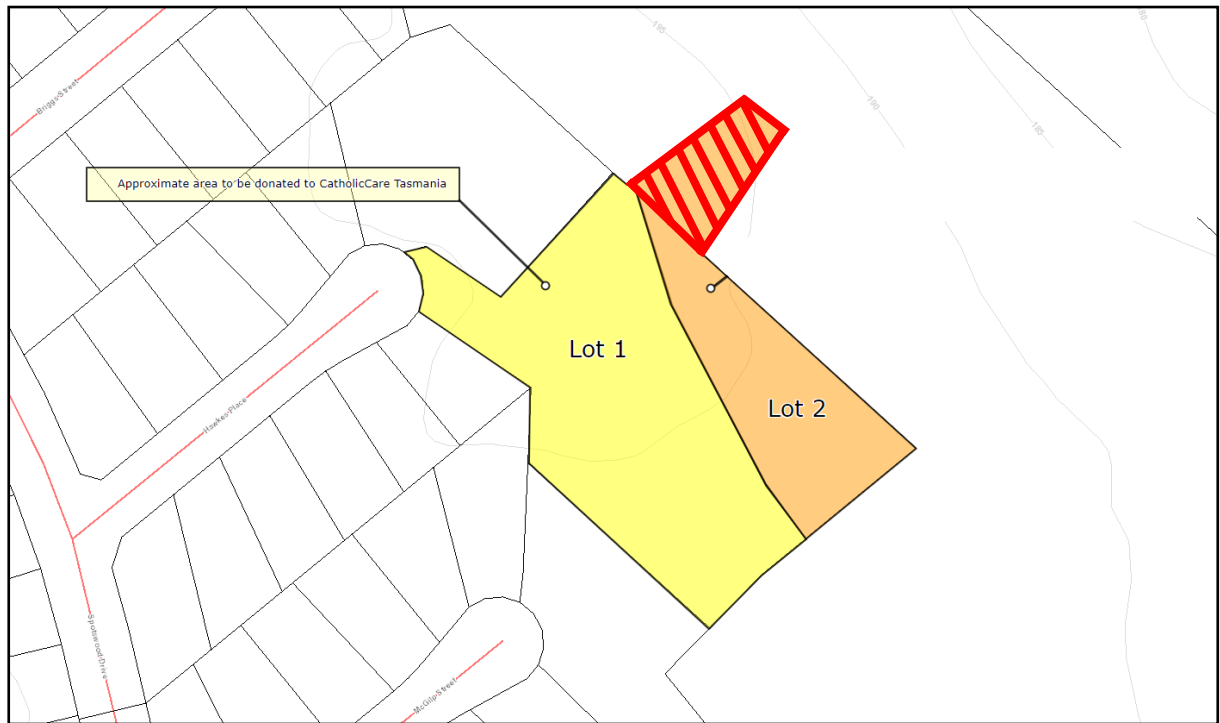 195
180
190
185
Briggs Street
Approximate area to be donated to CatholicCare Tasmania
Lot 1
Lot 2
Hawkes Place
Spotswood Drive
McGilp Street